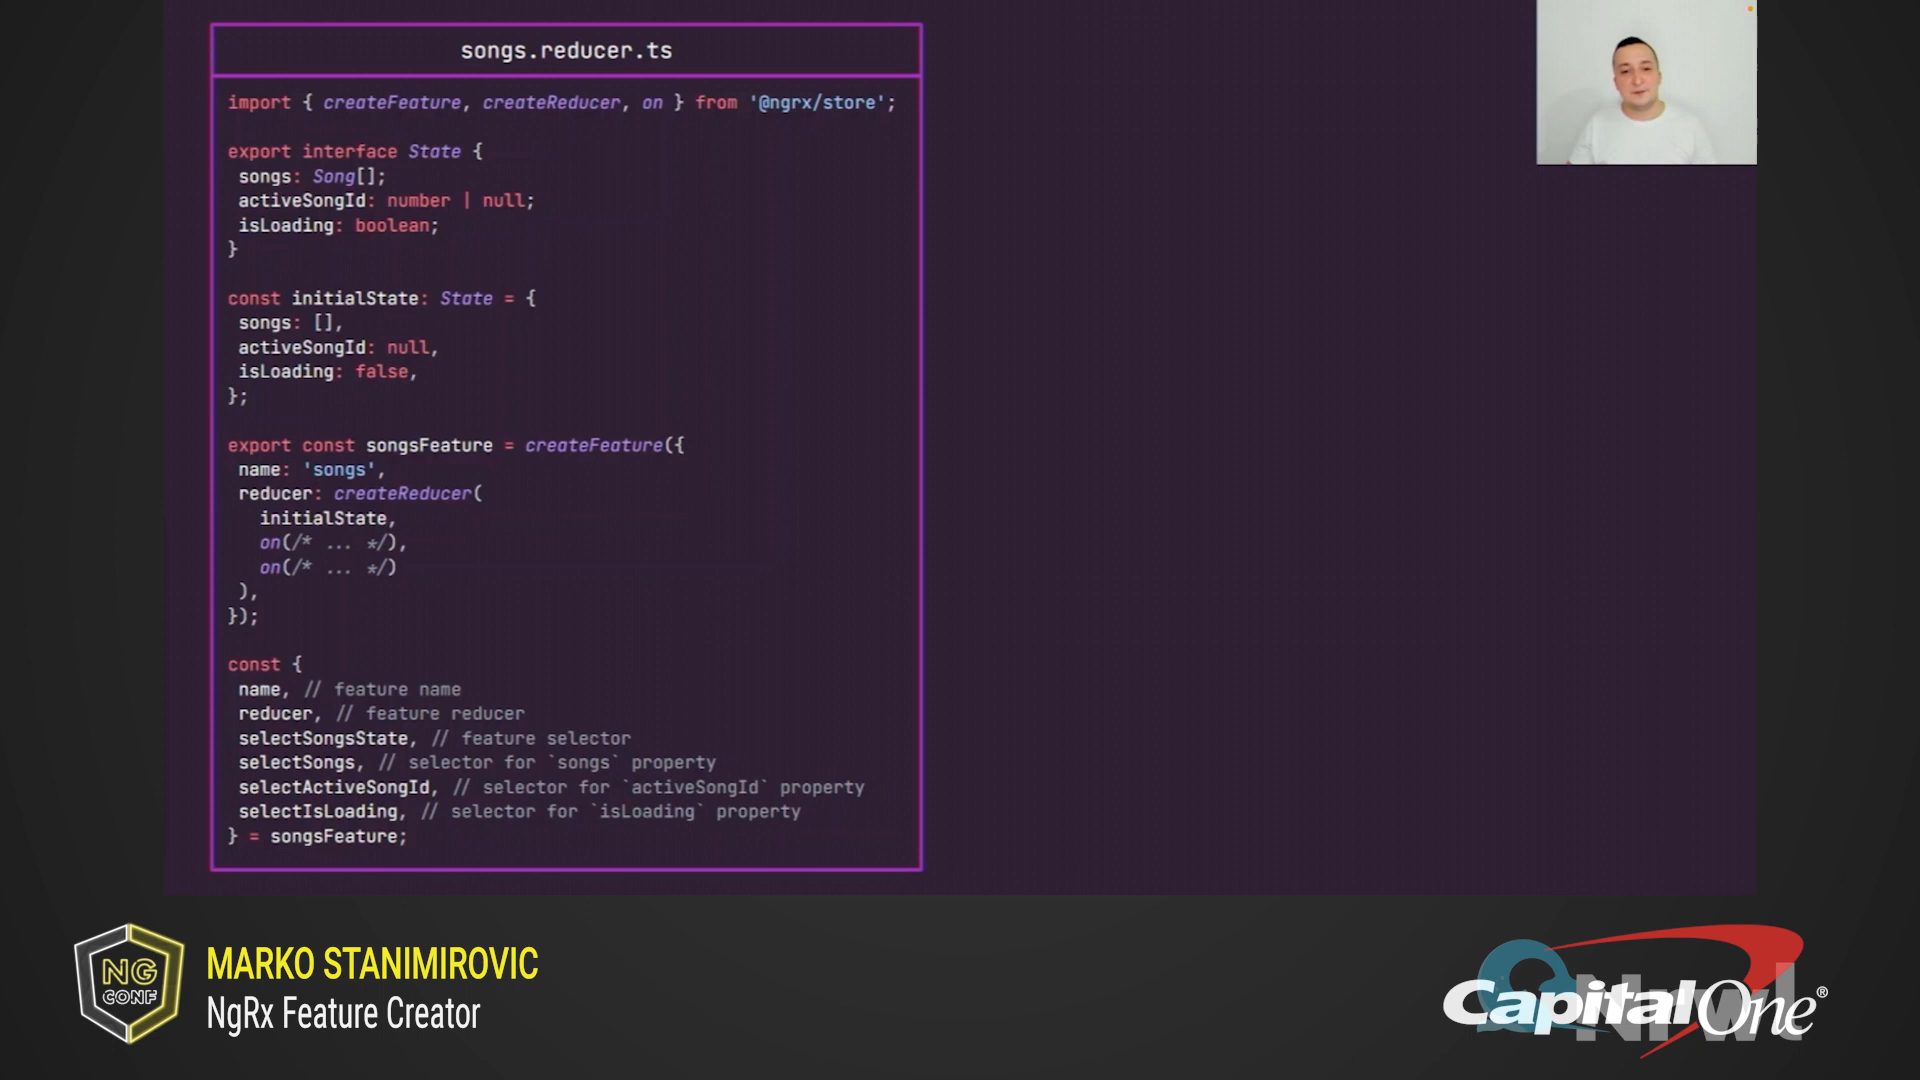 songs.reducer.ts
import { createFeature, createReducer, on } from '@ngrx/store';
export interface State {
songs: Song[];
activeSongId: number | null;
isLoading: boolean;
}
const initialState: State = {
songs: [],
activeSongId: null,
isLoading: false,
};
export const songsFeature = createFeature({
name: 'songs',
reducer: createReducer(
initialState,
on(/* ... */),
on(/* ... */)
),
});
const {
name, // feature name
reducer, // feature reducer
selectSongsState, // feature selector
selectSongs, // selector for `songs` property
selectActiveSongId, // selector for `activeSongId` property
selectIsLoading, // selector for `isLoading` property
} = songsFeature;
NG
CONF
MARKO STANIMIROVIC
NgRx Feature Creator
CapitalOne®
Nrwl